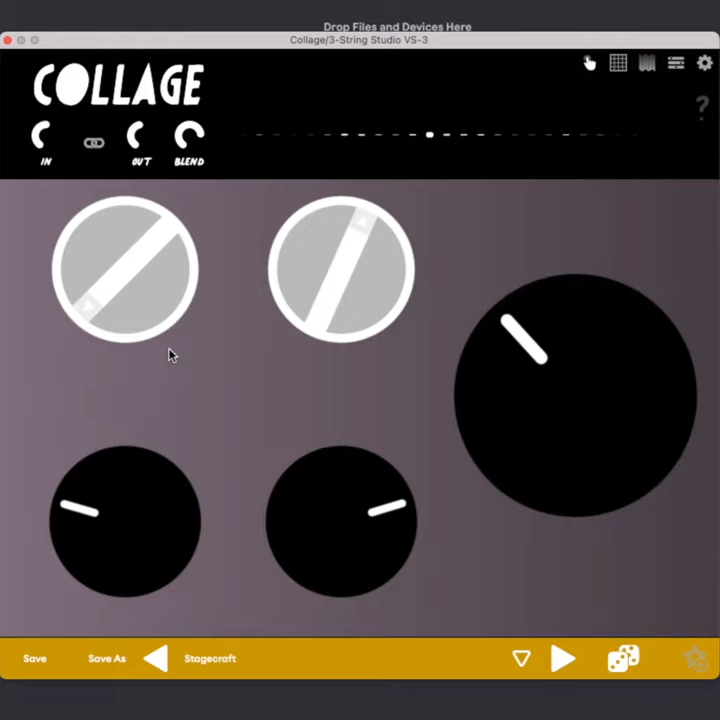 Drop Files and Devices Here
Collage/3-String Studio VS-3
COLLAGE
?
IN
OUT
BLEND
Save
Save As
Stagecraft